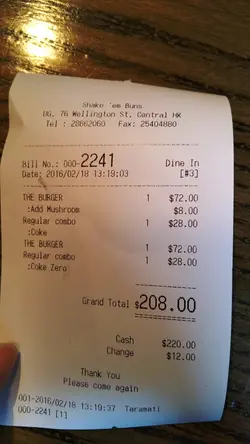 Shake 'em Buns
UG, 76 Wellington St, Central HK
Tel : 28662060 Fax: 25404880
Bill No.: 000-2241 Dine In
Date: 2016/02/18 13:19:03 [#3]
THE BURGER 1 $72.00
:Add Mushroom $8.00
Regular combo 1 $28.00
:Coke
THE BURGER 1 $72.00
Regular combo 1 $28.00
:Coke Zero
Grand Total $208.00
Cash $220.00
Change $12.00
Thank You
Please come again
001-2016/02/18 13:19:37 Taramati
000-2241 [1]